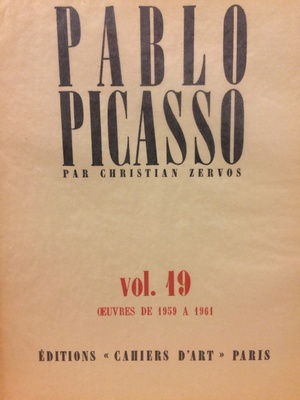 PABLO
PICASSO
PAR CHRISTIAN ZERVOS
vol. 19
ŒUVRES DE 1959 A 1961
ÉDITIONS « CAHIERS D'ART » PARIS